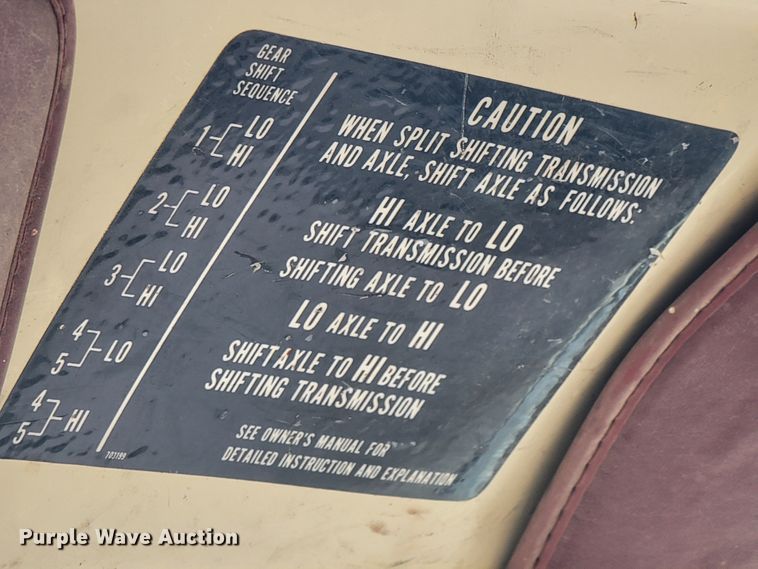 GEAR
SHIFT
SEQUENCE
1 LO
HI
2 LO
HI
3 LO
HI
4
5 LO
4
5 HI
703199
CAUTION
WHEN SPLIT SHIFTING TRANSMISSION
AND AXLE, SHIFT AXLE AS FOLLOWS:
HI AXLE TO LO
SHIFT TRANSMISSION BEFORE
SHIFTING AXLE TO LO
LO AXLE TO HI
SHIFT AXLE TO HI BEFORE
SHIFTING TRANSMISSION
SEE OWNER'S MANUAL FOR
DETAILED INSTRUCTION AND EXPLANATION
Purple Wave Auction